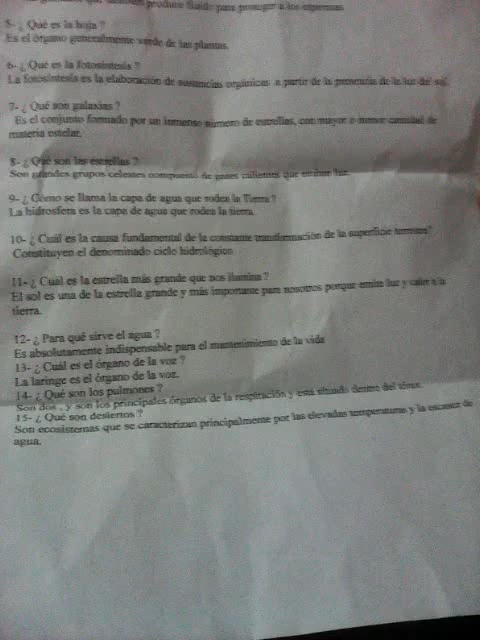 produce fluido para proteger a los espermas.
5- ¿ Qué es la hoja ?
Es el órgano generalmente verde de las plantas.
6- ¿ Qué es la fotosíntesis ?
La fotosíntesis es la elaboración de sustancias orgánicas a partir de la presencia de la luz del sol.
7- ¿ Qué son galaxias ?
Es el conjunto formado por un inmenso número de estrellas, con mayor o menor cantidad de
materia estelar.
8- ¿ Qué son las estrellas ?
Son grandes grupos celestes compuesto de gases calientes que emiten luz.
9- ¿ Cómo se llama la capa de agua que rodea la Tierra ?
La hidrosfera es la capa de agua que rodea la tierra.
10- ¿ Cuál es la causa fundamental de la constante transformación de la superficie terrestre?
Constituyen el denominado ciclo hidrológico
11- ¿ Cuál es la estrella más grande que nos ilumina ?
El sol es una de la estrella grande y más importante para nosotros porque emite luz y calor a la
tierra.
12- ¿ Para qué sirve el agua ?
Es absolutamente indispensable para el mantenimiento de la vida
13- ¿ Cuál es el órgano de la voz ?
La laringe es el órgano de la voz.
14- ¿ Qué son los pulmones ?
Son dos , y son los principales órganos de la respiración y esta situado dentro del tórax.
15- ¿ Qué son desiertos ?
Son ecosistemas que se caracterizan principalmente por las elevadas temperaturas y la escasez de
agua.